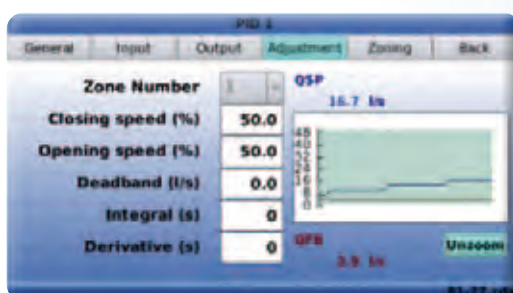 PID 1
General Input Output Adjustment Zoning Back
Zone Number 1 QSP
16.7 l/s
Closing speed (%) 50.0
Opening speed (%) 50.0
Deadband (l/s) 0.0
Integral (s) 0
Derivative (s) 0
QFB Unzoom
3.9 l/s